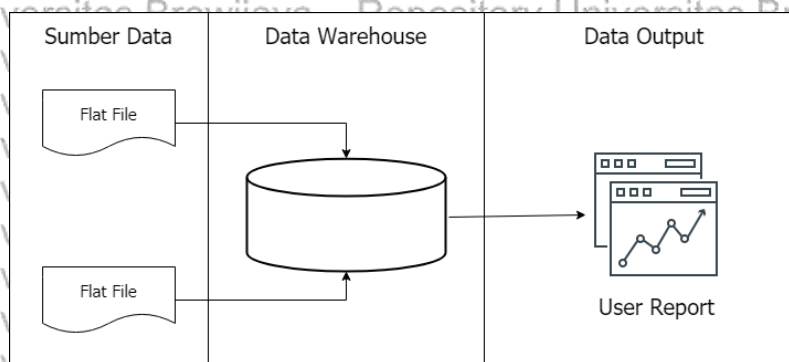 Sumber Data
Data Warehouse
Data Output
Flat File
Flat File
User Report